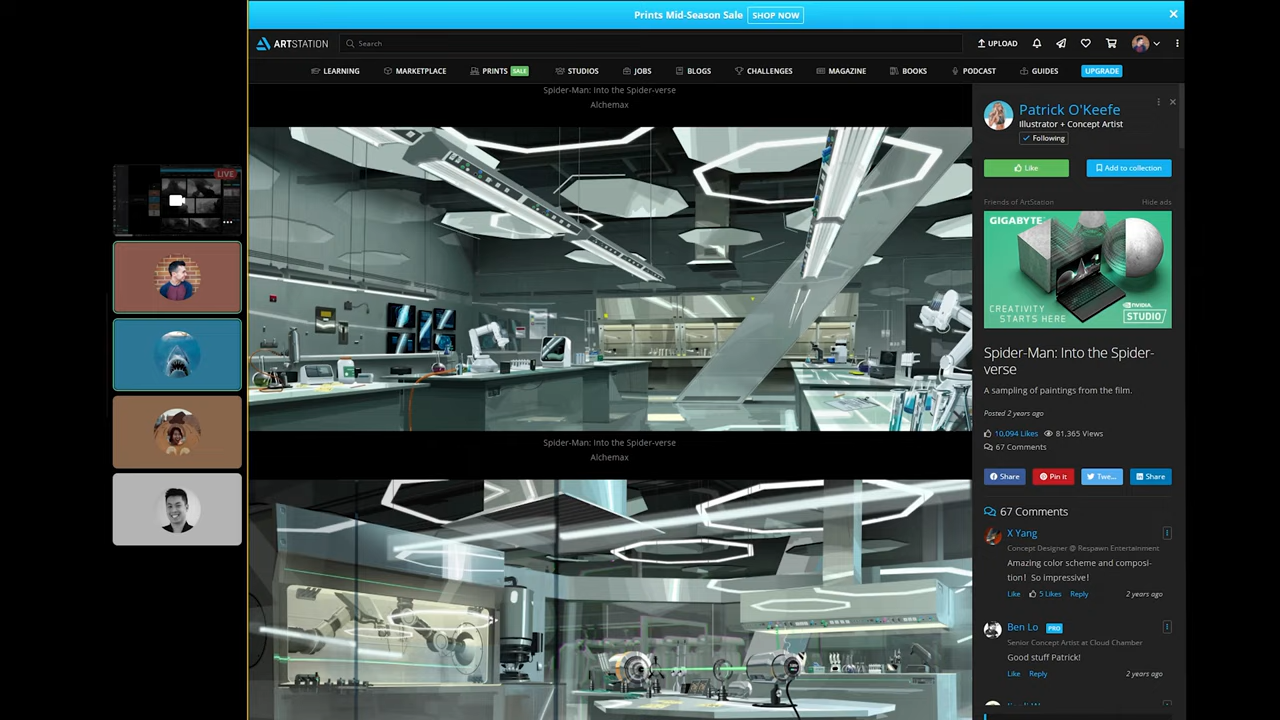 Prints Mid-Season Sale SHOP NOW
ARTSTATION Search UPLOAD
LEARNING MARKETPLACE PRINTS SALE STUDIOS JOBS BLOGS CHALLENGES MAGAZINE BOOKS PODCAST GUIDES UPGRADE
LIVE
Spider-Man: Into the Spider-verse
Alchemax
Spider-Man: Into the Spider-verse
Alchemax
Patrick O'Keefe
Illustrator + Concept Artist
Following
Like Add to collection
Friends of ArtStation Hide ads
GIGABYTE
CREATIVITY
STARTS HERE
NVIDIA
STUDIO
Spider-Man: Into the Spider-
verse
A sampling of paintings from the film.
Posted 2 years ago
10,094 Likes 81,365 Views
67 Comments
Share Pin it Twe... Share
67 Comments
X Yang
Concept Designer @ Respawn Entertainment
Amazing color scheme and composi-
tion! So impressive!
Like 5 Likes Reply 2 years ago
Ben Lo PRO
Senior Concept Artist at Cloud Chamber
Good stuff Patrick!
Like Reply 2 years ago